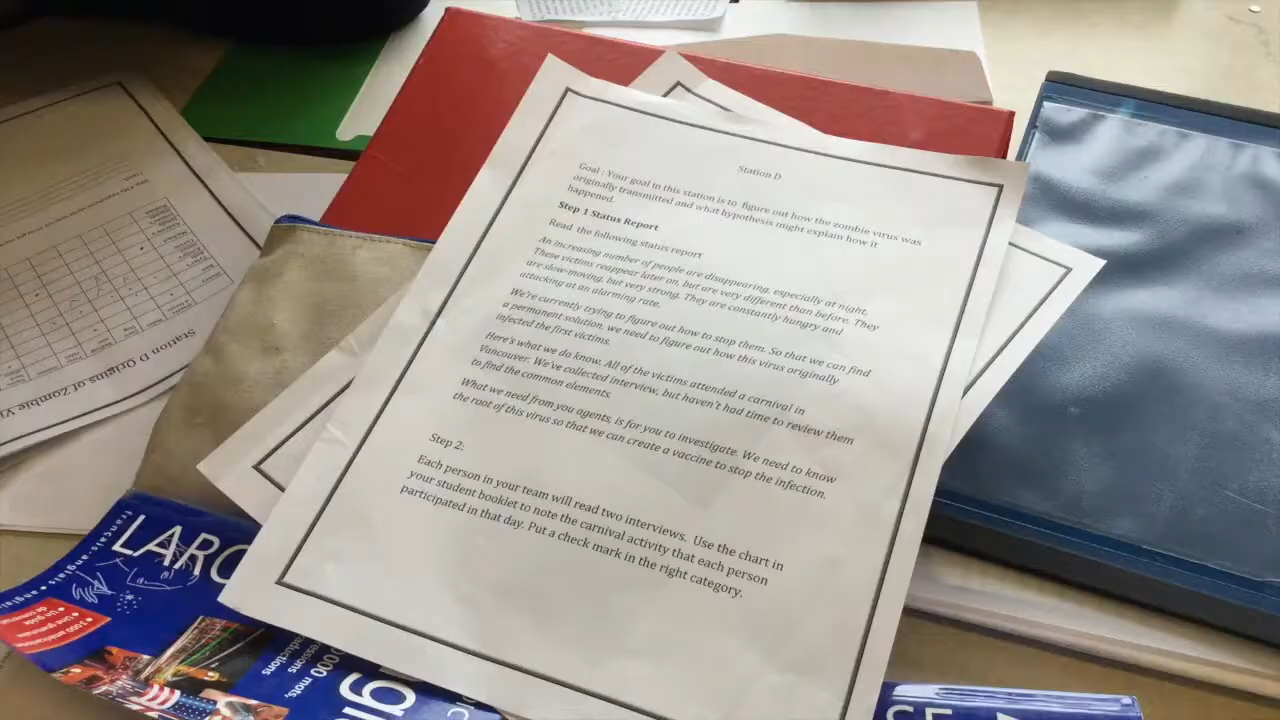 Station D
Goal : Your goal in this station is to figure out how the zombie virus was
originally transmitted and what hypothesis might explain how it
happened.
Step 1 Status Report
Read the following status report
An increasing number of people are disappearing, especially at night.
These victims reappear later on, but are very different than before. They
are slow-moving, but very strong. They are constantly hungry and
attacking at an alarming rate.
We're currently trying to figure out how to stop them. So that we can find
a permanent solution, we need to figure out how this virus originally
infected the first victims.
Here's what we do know. All of the victims attended a carnival in
Vancouver. We've collected interview, but haven't had time to review them
to find the common elements.
What we need from you agents, is for you to investigate. We need to know
the root of this virus so that we can create a vaccine to stop the infection.
Step 2:
Each person in your team will read two interviews. Use the chart in
your student booklet to note the carnival activity that each person
participated in that day. Put a check mark in the right category.
Station D Origins of Zombie Vi
LARO
français-anglais • anglais
• Un guide
de conversation
000 mots,